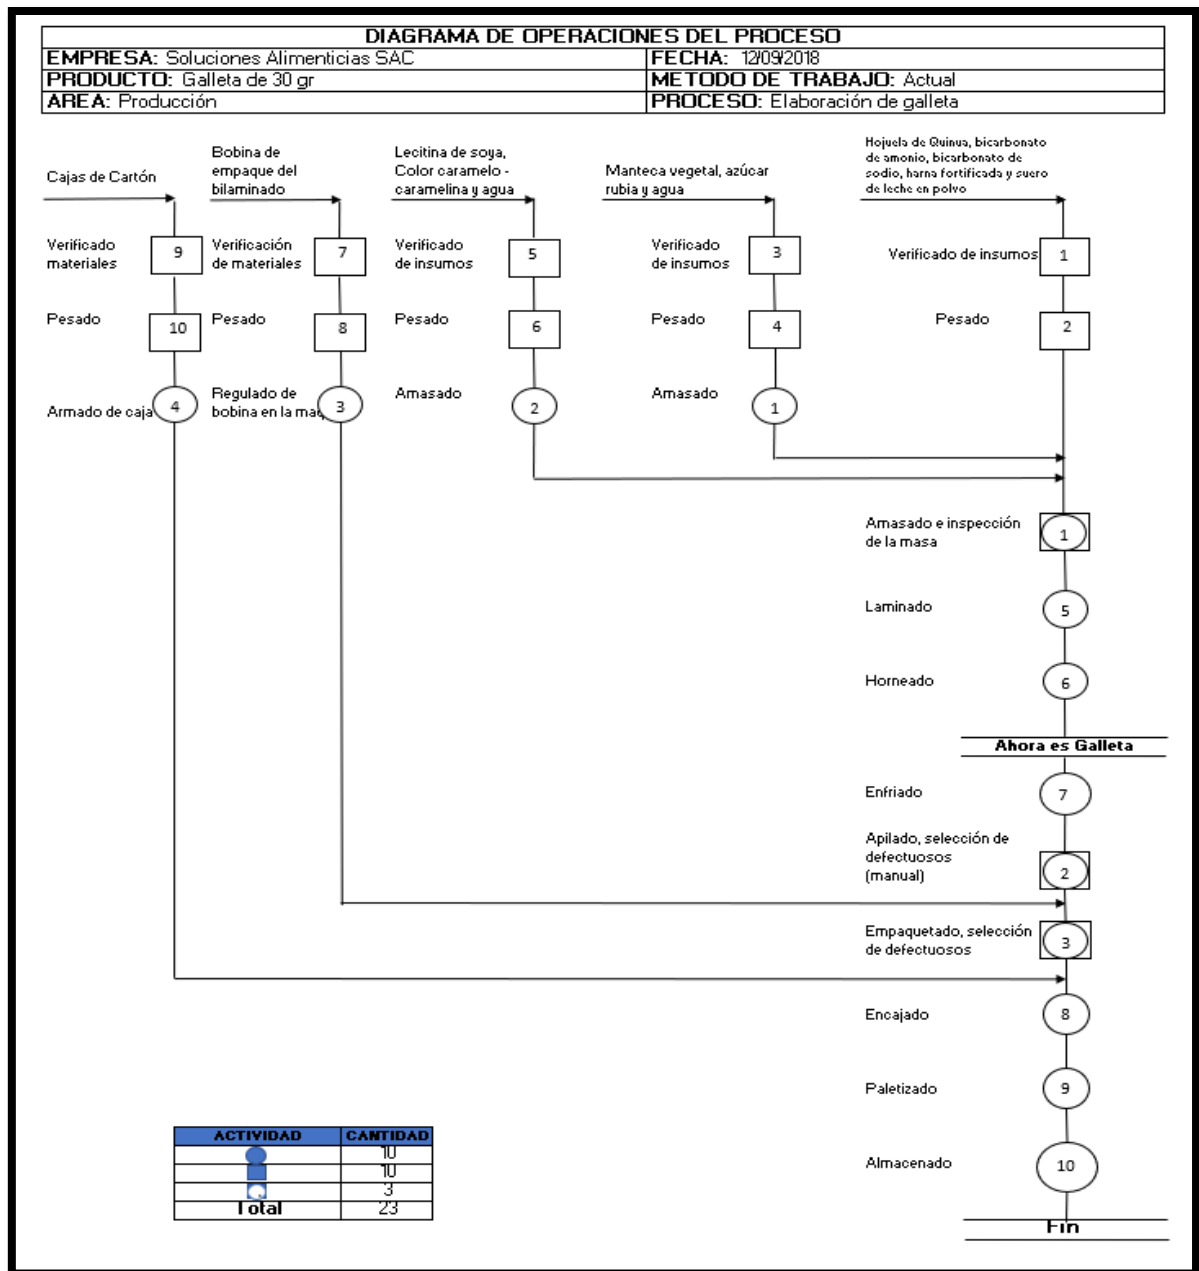 DIAGRAMA DE OPERACIONES DEL PROCESO
EMPRESA: Soluciones Alimenticias SAC
FECHA: 12/09/2018
PRODUCTO: Galleta de 30 gr
METODO DE TRABAJO: Actual
AREA: Producción
PROCESO: Elaboración de galleta
Cajas de Cartón
Bobina de
empaque del
bilaminado
Lecitina de soya,
Color caramelo -
caramelina y agua
Manteca vegetal, azúcar
rubia y agua
Hojuela de Quinua, bicarbonato
de amonio, bicarbonato de
sodio, harna fortificada y suero
de leche en polvo
Verificado
materiales
9
Verificación
de materiales
7
Verificado
de insumos
5
Verificado
de insumos
3
Verificado de insumos
1
Pesado
10
Pesado
8
Pesado
6
Pesado
4
Pesado
2
Armado de caja
4
Regulado de
bobina en la maq
3
Amasado
2
Amasado
1
Amasado e inspección
de la masa
1
Laminado
5
Horneado
6
Ahora es Galleta
Enfriado
7
Apilado, selección de
defectuosos
(manual)
2
Empaquetado, selección
de defectuosos
3
Encajado
8
Paletizado
9
Almacenado
10
Fin
ACTIVIDAD CANTIDAD
10
10
3
Total 23